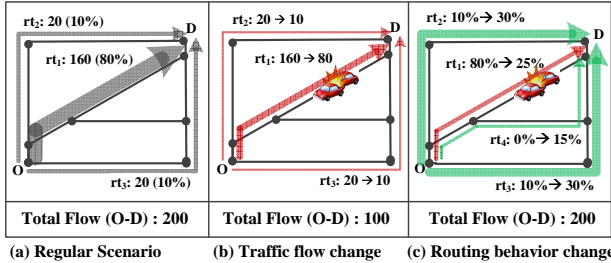 rt₂: 20 (10%)
D
rt₁: 160 (80%)
O
rt₃: 20 (10%)
Total Flow (O-D) : 200
(a) Regular Scenario
rt₂: 20 → 10
D
rt₁: 160 → 80
O
rt₃: 20 → 10
Total Flow (O-D) : 100
(b) Traffic flow change
rt₂: 10% → 30%
D
rt₁: 80% → 25%
rt₄: 0% → 15%
O
rt₃: 10% → 30%
Total Flow (O-D) : 200
(c) Routing behavior change